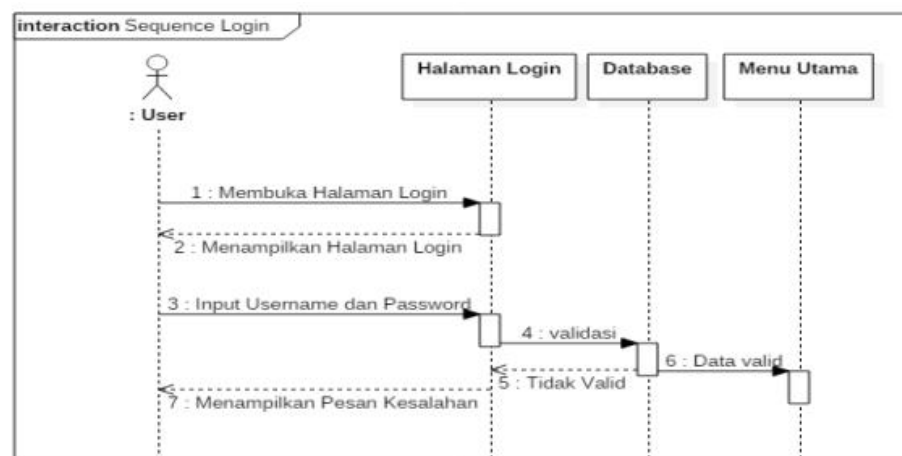 interaction Sequence Login
Halaman Login
Database
Menu Utama
: User
1 : Membuka Halaman Login
2 : Menampilkan Halaman Login
3 : Input Username dan Password
4 : validasi
6 : Data valid
5 : Tidak Valid
7 : Menampilkan Pesan Kesalahan